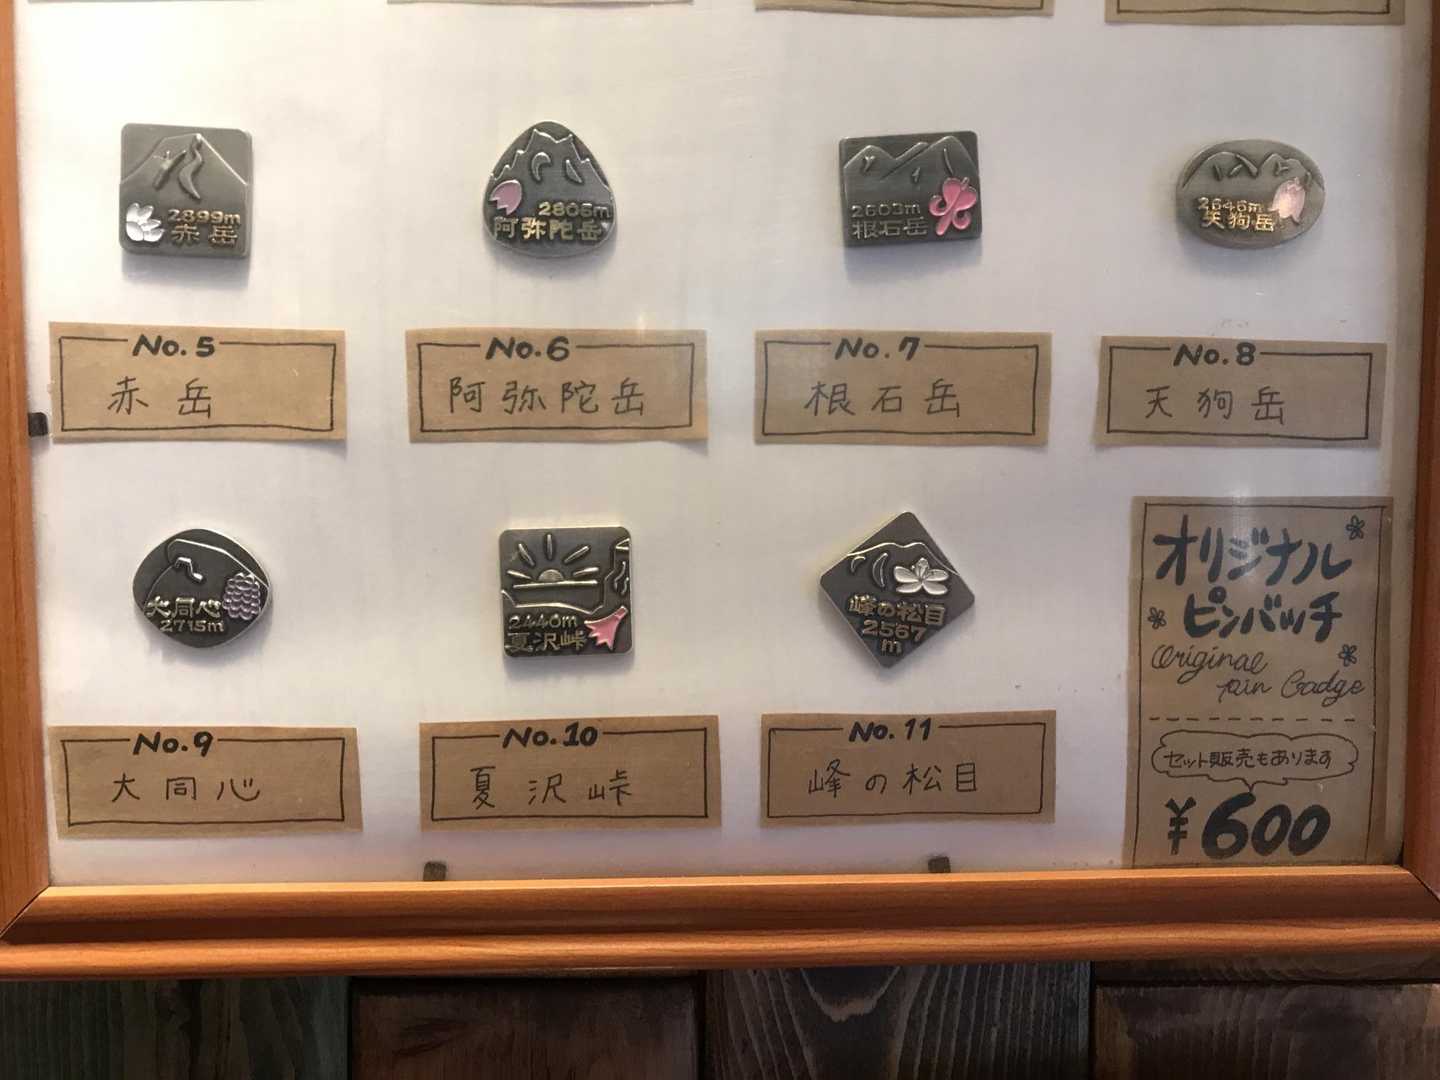 2899m
赤岳
2805m
阿弥陀岳
2603m
根石岳
2646m
天狗岳
No.5
赤岳
No.6
阿弥陀岳
No.7
根石岳
No.8
天狗岳
大同心
2715m
2440m
夏沢峠
峰の松目
2567
m
オリジナル
ピンバッチ
Original
pin Badge
セット販売もあります
¥600
No.9
大同心
No.10
夏沢峠
No.11
峰の松目